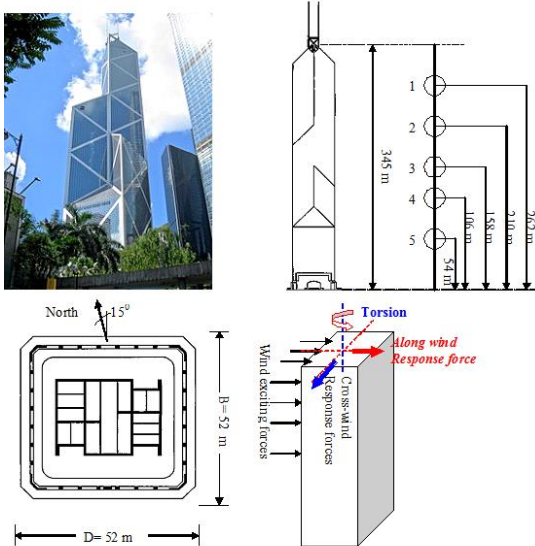 1
2
3
4
5
345 m
262 m
210 m
158 m
106 m
54 m
North
15⁰
B= 52 m
D= 52 m
Torsion
Along wind
Response force
Cross-wind
Response forces
Wind exciting forces